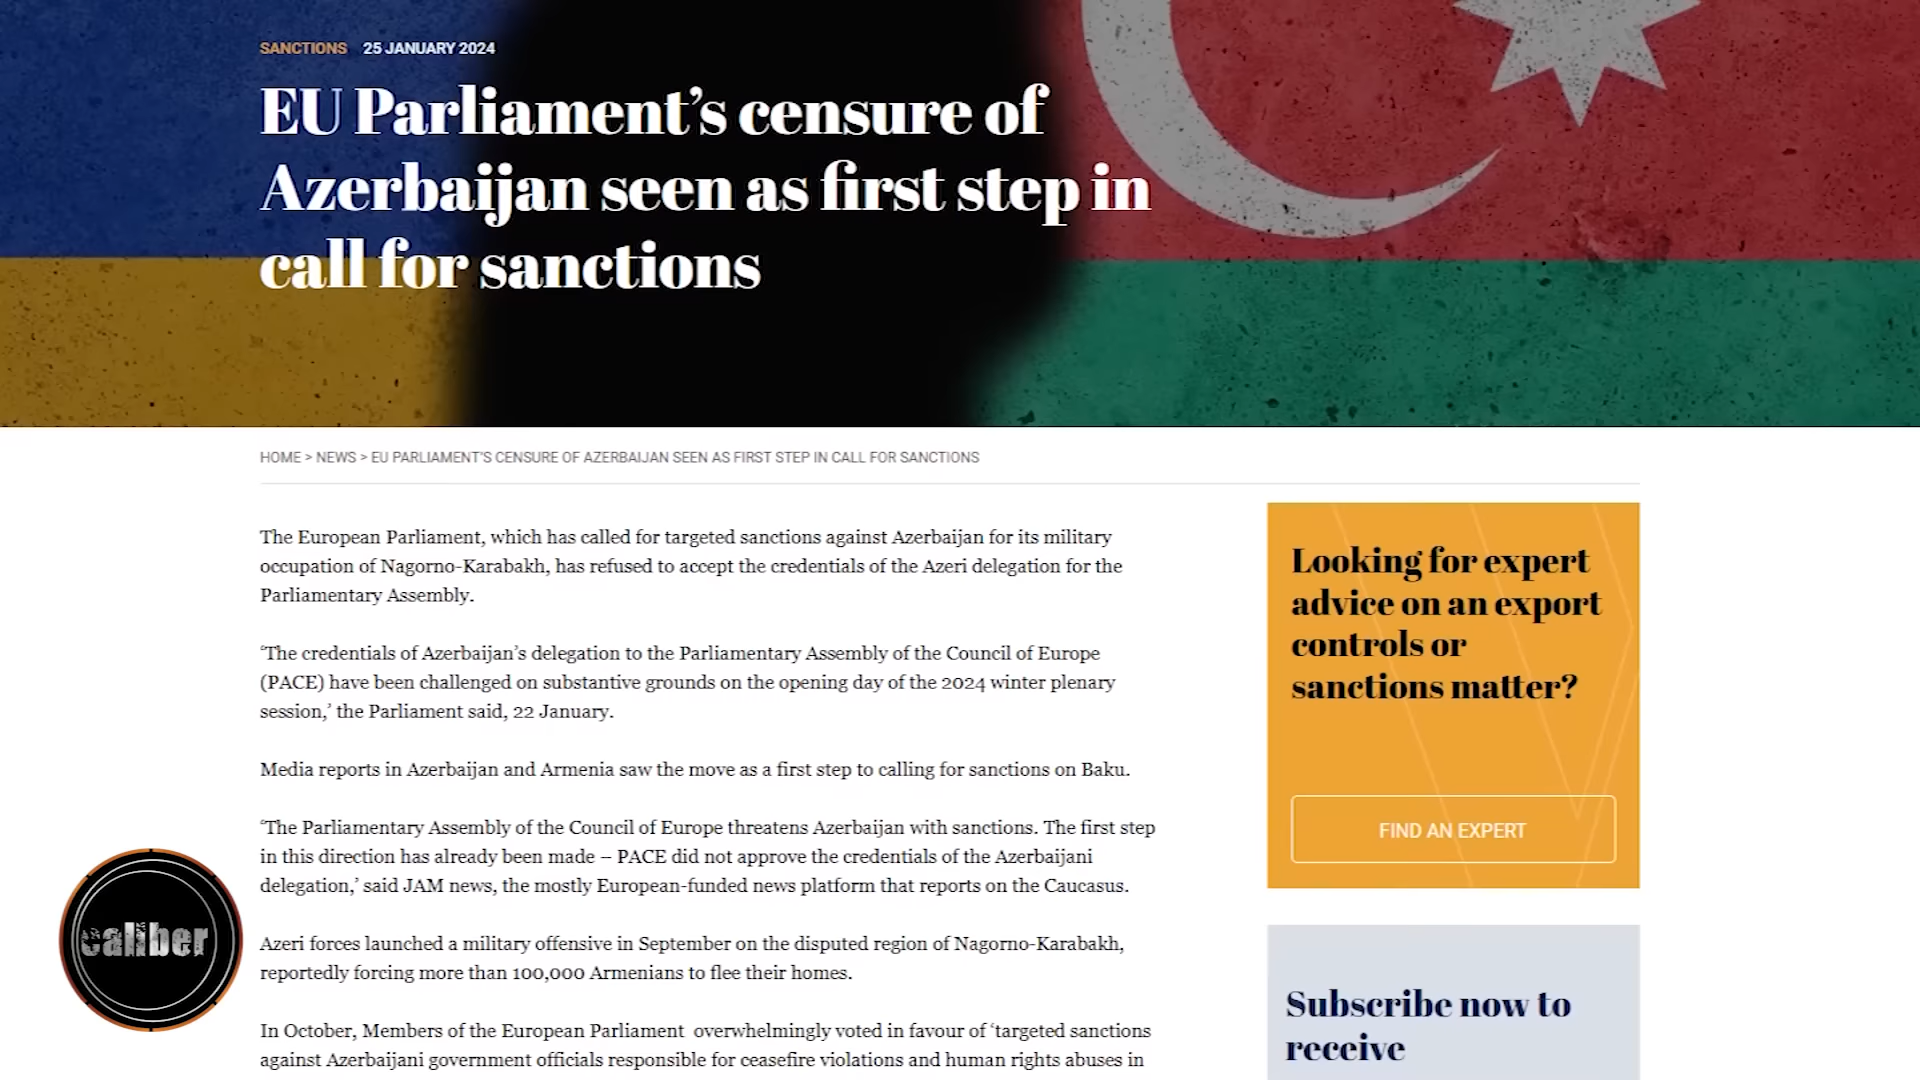 SANCTIONS 25 JANUARY 2024
EU Parliament’s censure of
Azerbaijan seen as first step in
call for sanctions
HOME > NEWS > EU PARLIAMENT’S CENSURE OF AZERBAIJAN SEEN AS FIRST STEP IN CALL FOR SANCTIONS
The European Parliament, which has called for targeted sanctions against Azerbaijan for its military
occupation of Nagorno-Karabakh, has refused to accept the credentials of the Azeri delegation for the
Parliamentary Assembly.
‘The credentials of Azerbaijan’s delegation to the Parliamentary Assembly of the Council of Europe
(PACE) have been challenged on substantive grounds on the opening day of the 2024 winter plenary
session,’ the Parliament said, 22 January.
Media reports in Azerbaijan and Armenia saw the move as a first step to calling for sanctions on Baku.
‘The Parliamentary Assembly of the Council of Europe threatens Azerbaijan with sanctions. The first step
in this direction has already been made – PACE did not approve the credentials of the Azerbaijani
delegation,’ said JAM news, the mostly European-funded news platform that reports on the Caucasus.
Azeri forces launched a military offensive in September on the disputed region of Nagorno-Karabakh,
reportedly forcing more than 100,000 Armenians to flee their homes.
In October, Members of the European Parliament overwhelmingly voted in favour of ‘targeted sanctions
against Azerbaijani government officials responsible for ceasefire violations and human rights abuses in
Looking for expert
advice on an export
controls or
sanctions matter?
FIND AN EXPERT
Subscribe now to
receive
caliber